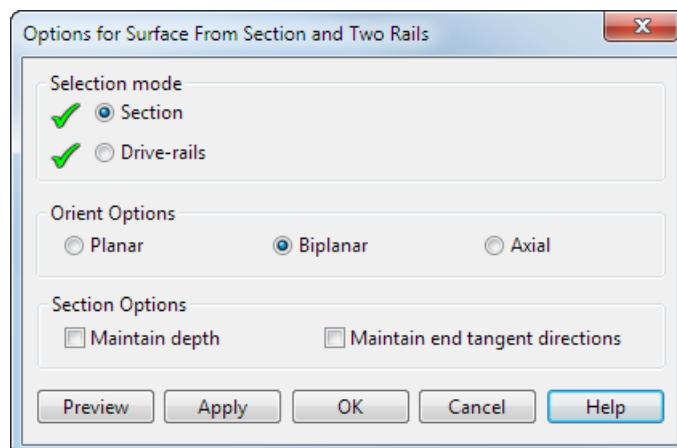 Options for Surface From Section and Two Rails
Selection mode
Section
Drive-rails
Orient Options
Planar Biplanar Axial
Section Options
Maintain depth Maintain end tangent directions
Preview Apply OK Cancel Help